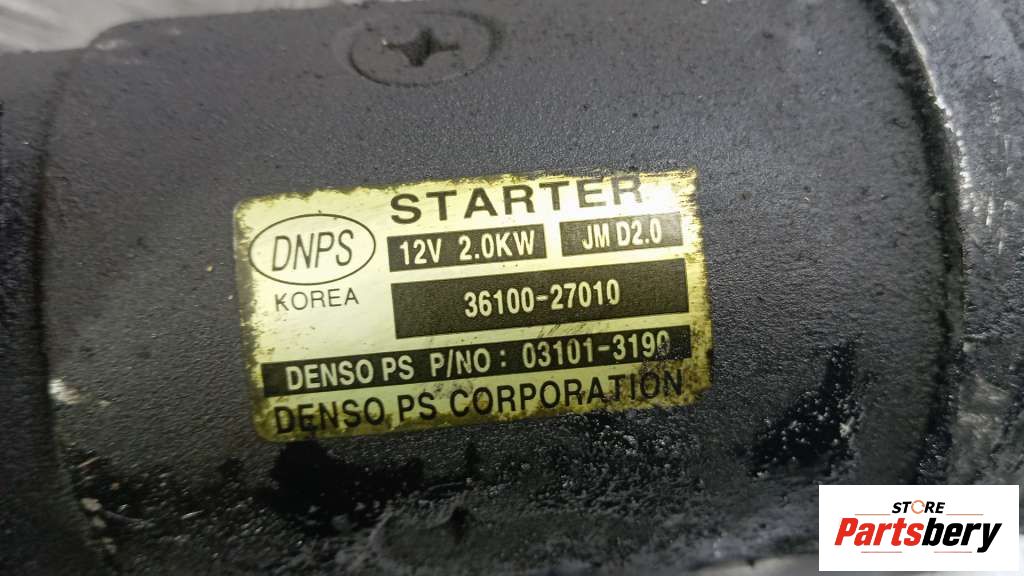 STARTER
DNPS
KOREA
12V 2.0KW
JM D2.0
36100-27010
DENSO PS P/NO: 03101-3190
DENSO PS CORPORATION
STORE
Partsbery